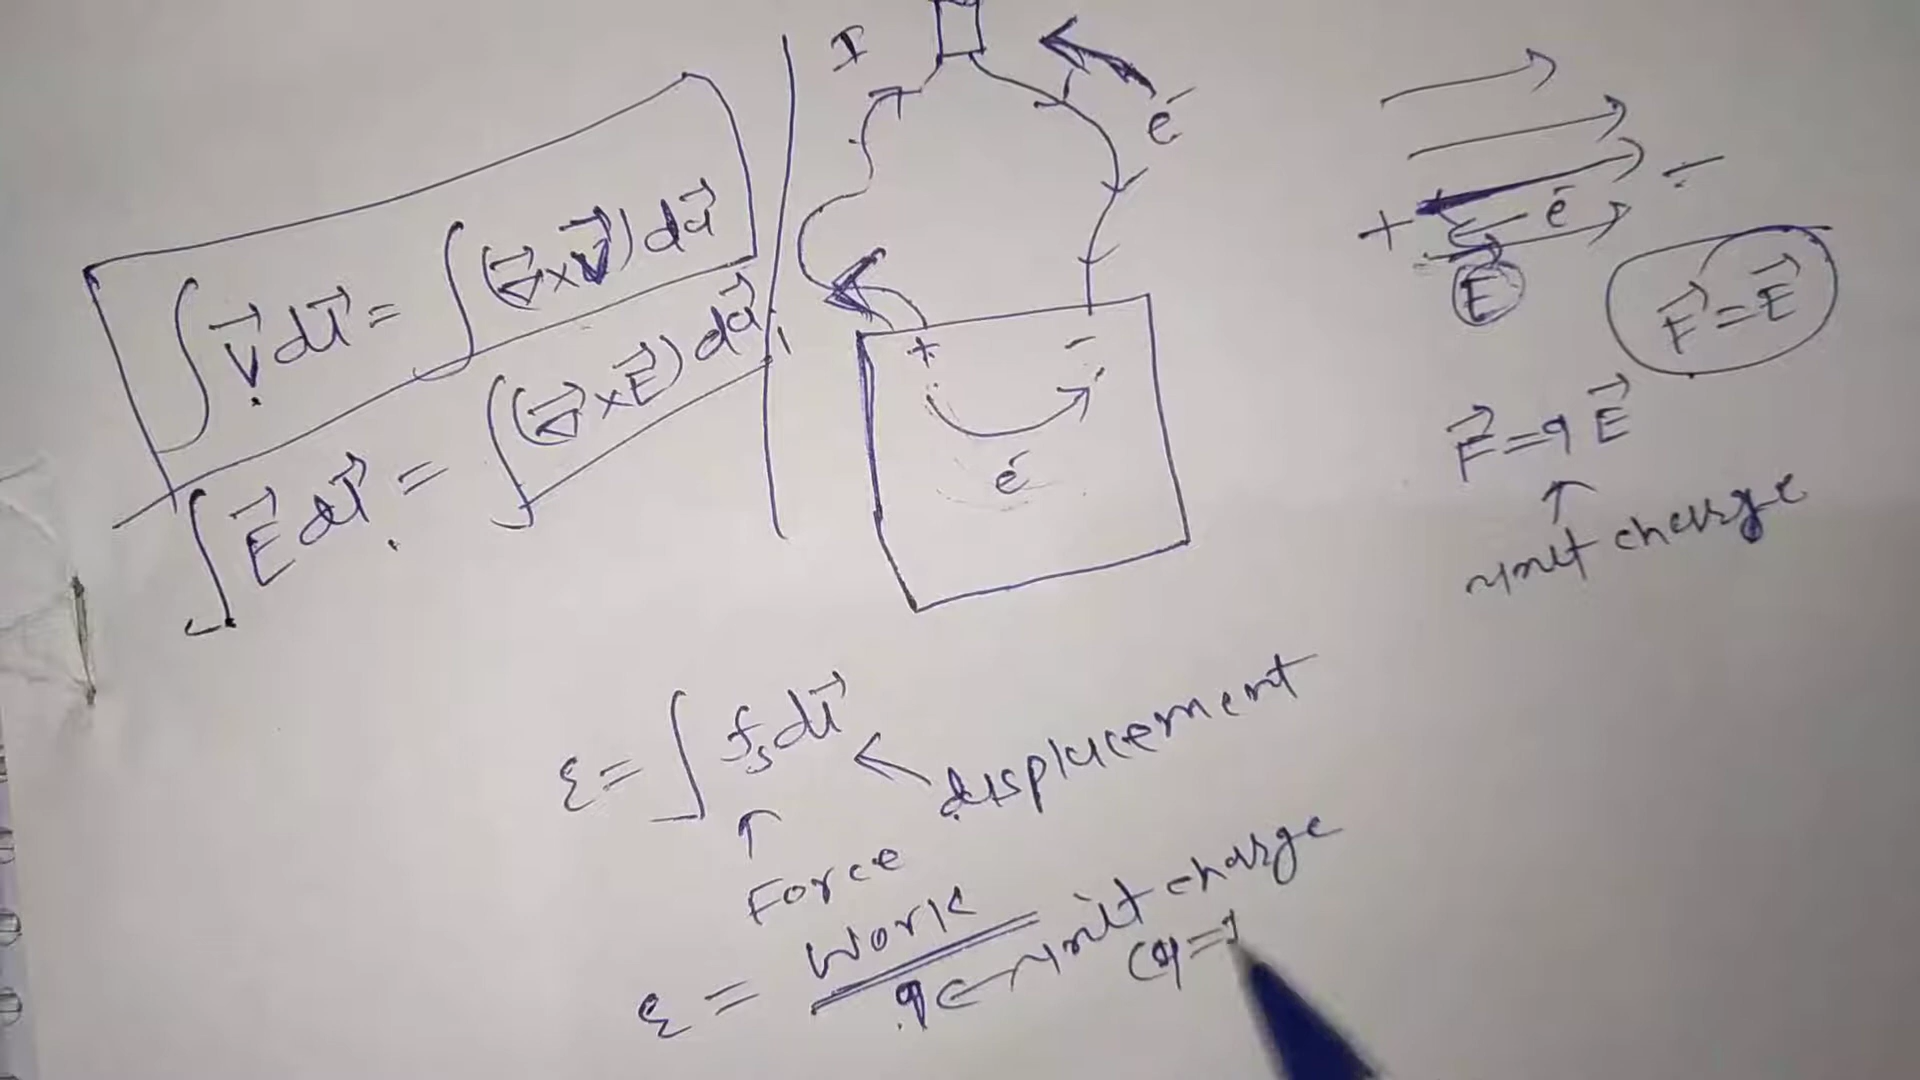 ∫ V⃗ dl⃗ = ∫ (∇⃗ × V⃗) da⃗
∫ E⃗ dl⃗ = ∫ (∇⃗ × E⃗) da⃗
I
e⁻
+ −
e⁻
e⁻
+ −
E
F⃗ = E⃗
F⃗ = q E⃗
↑
unit charge
ε = ∫ fₛ dl⃗ ← displacement
↑
Force
ε = Work / q ← unit charge
(q=1